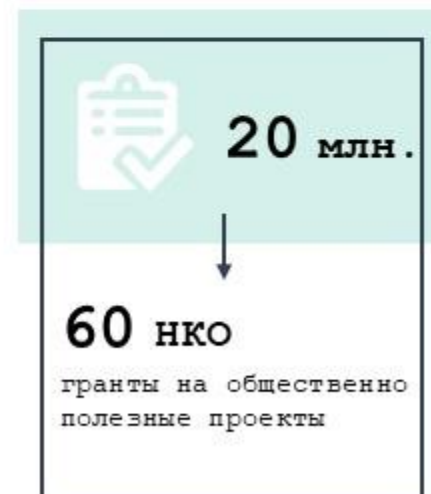 20 млн.
60 нко
гранты на общественно
полезные проекты